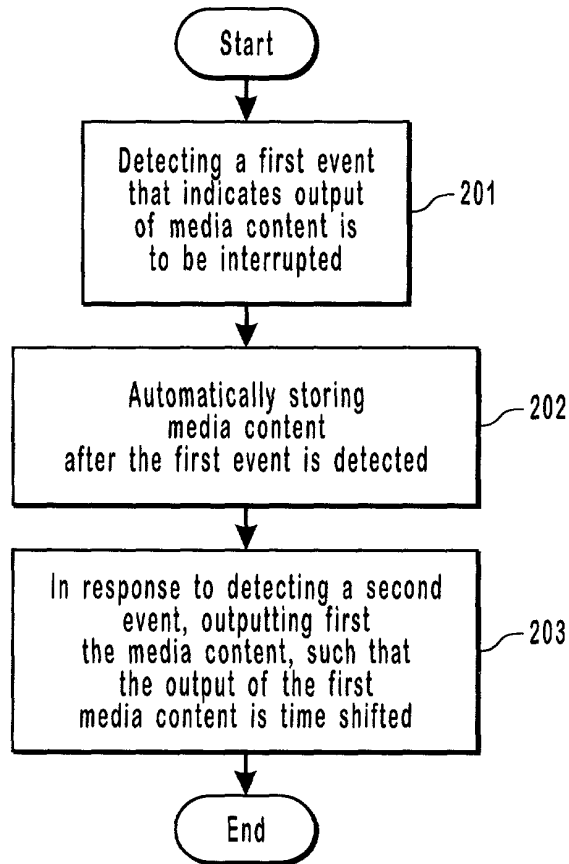 Start
Detecting a first event
that indicates output
of media content is
to be interrupted
201
Automatically storing
media content
after the first event is detected
202
In response to detecting a second
event, outputting first
the media content, such that
the output of the first
media content is time shifted
203
End